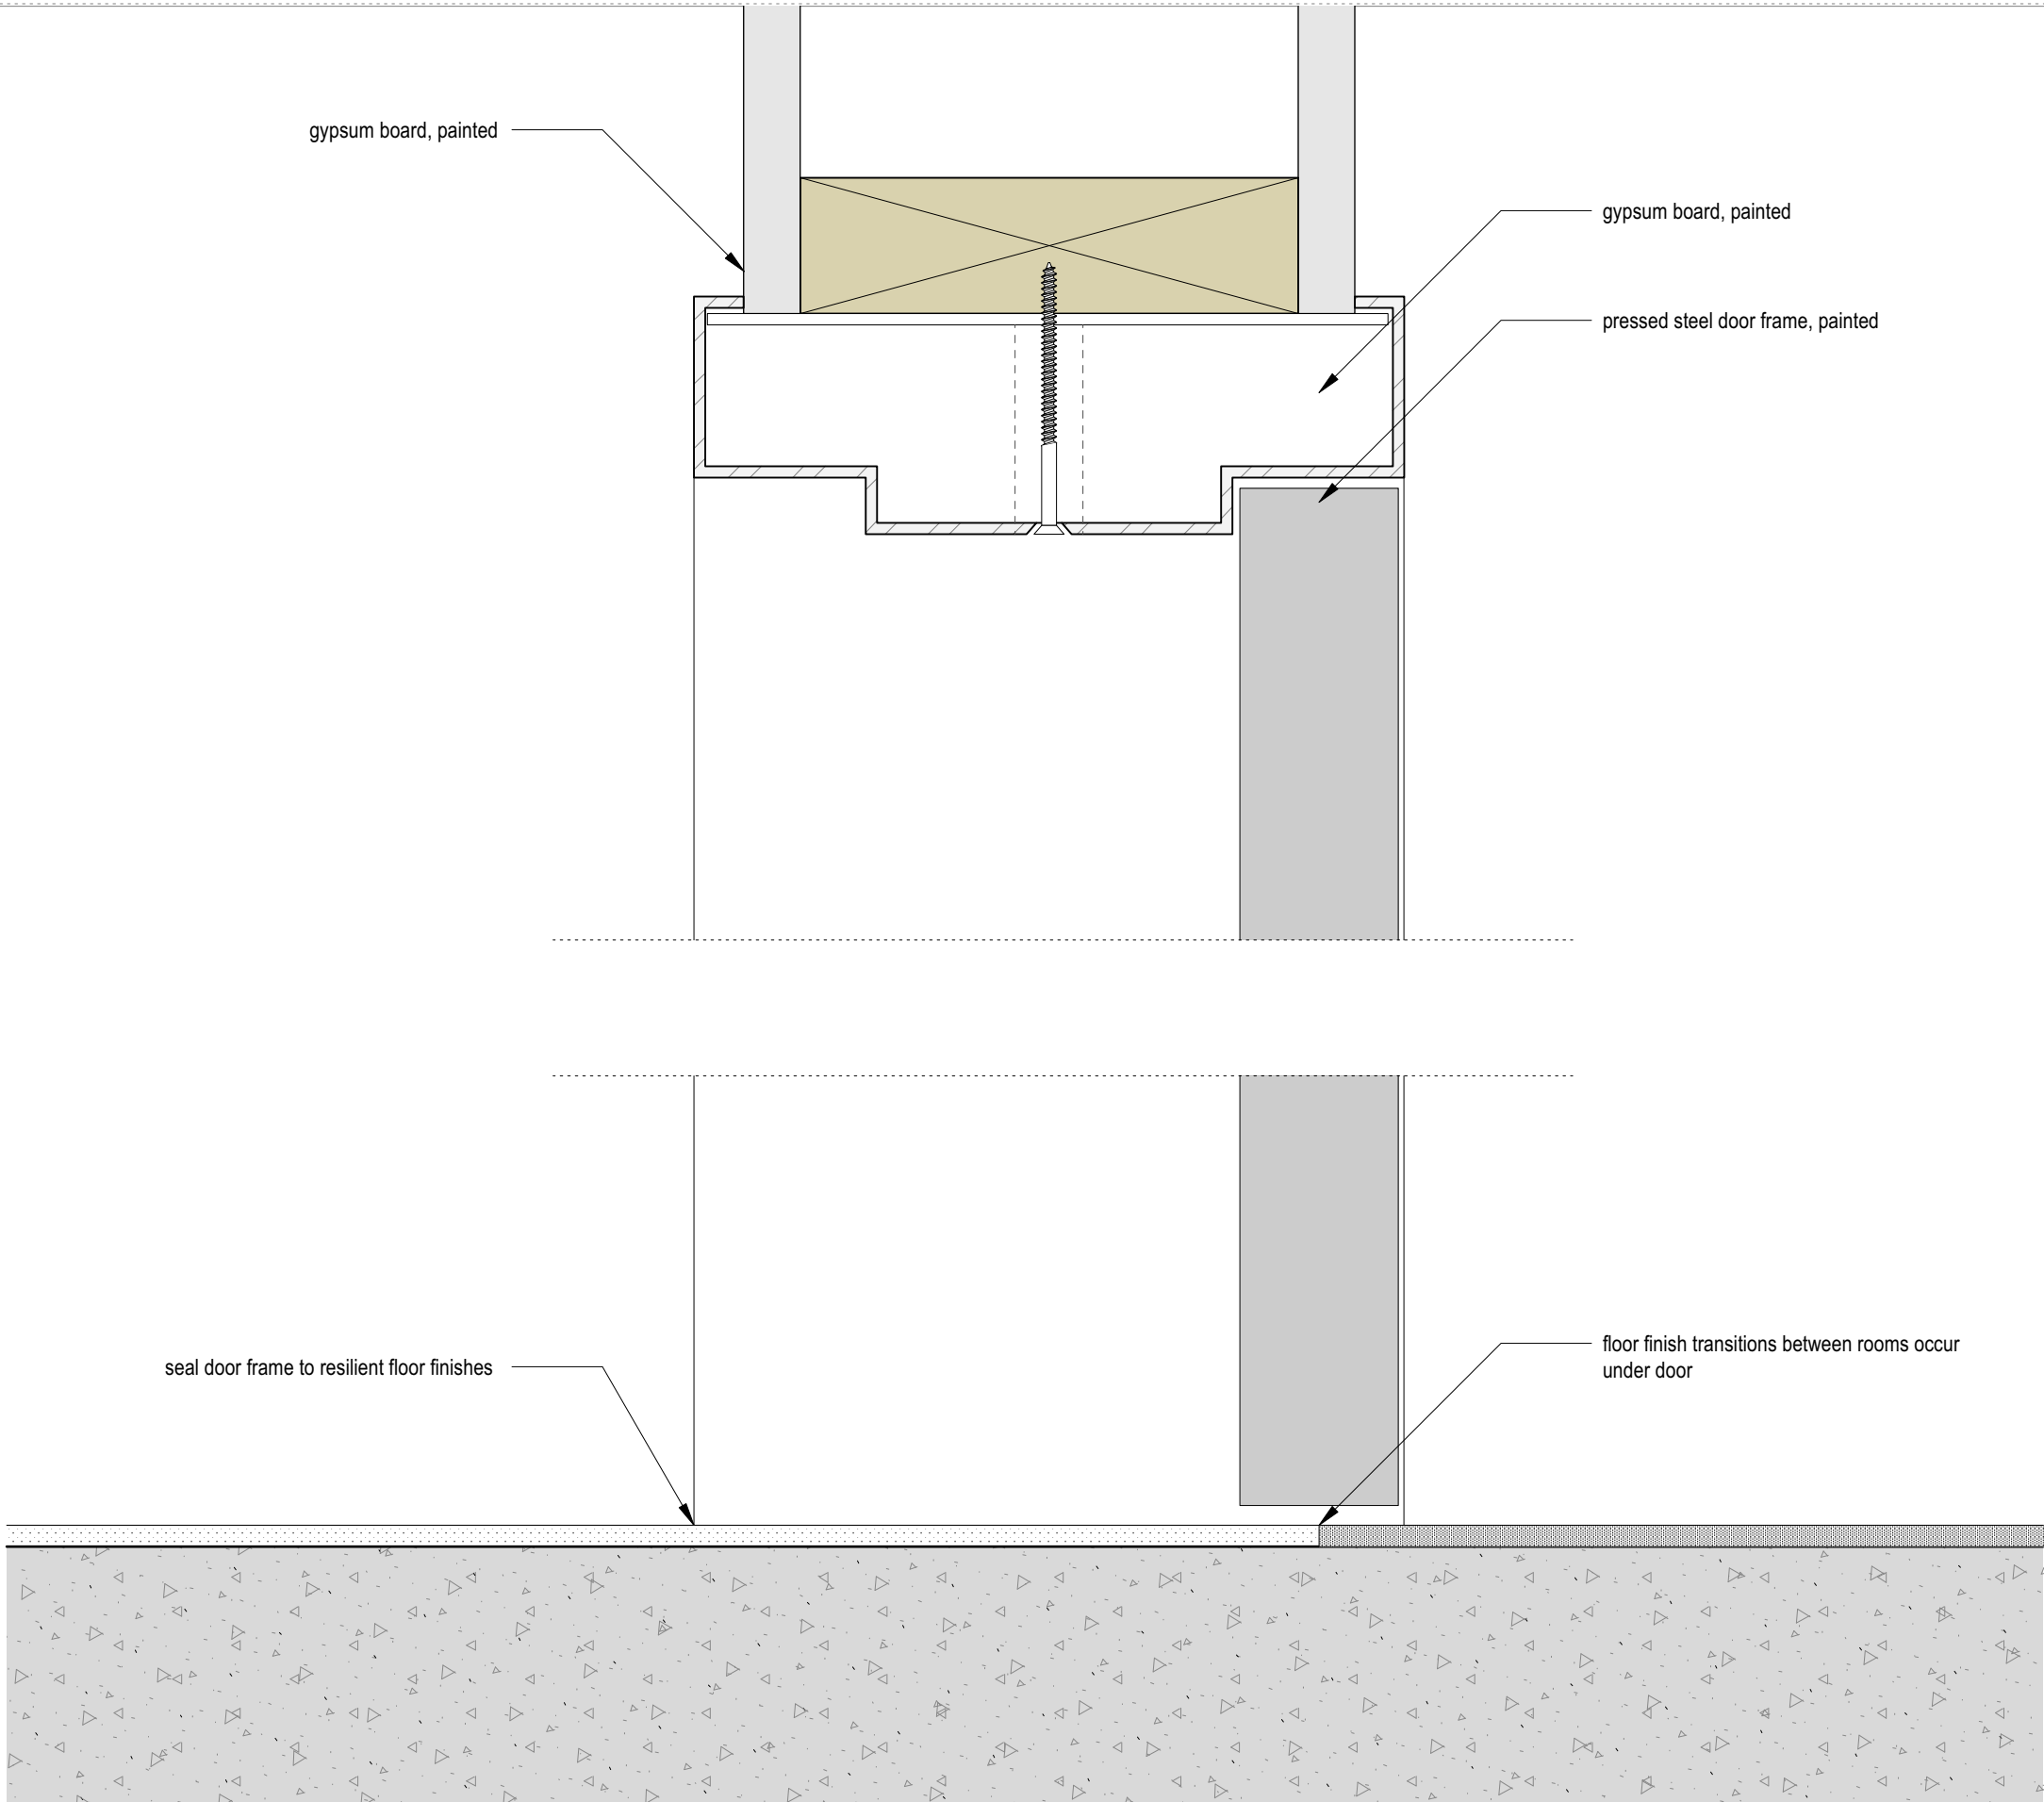 gypsum board, painted
gypsum board, painted
pressed steel door frame, painted
floor finish transitions between rooms occur
under door
seal door frame to resilient floor finishes